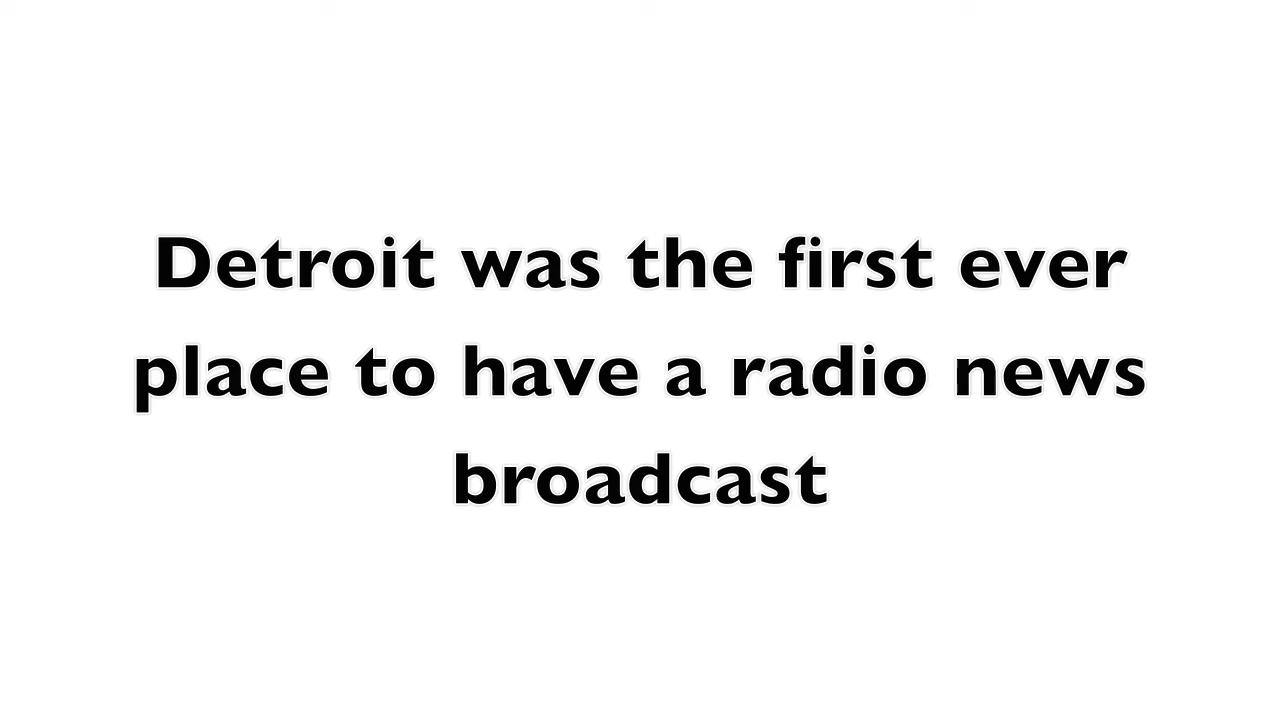 Detroit was the first ever
place to have a radio news
broadcast